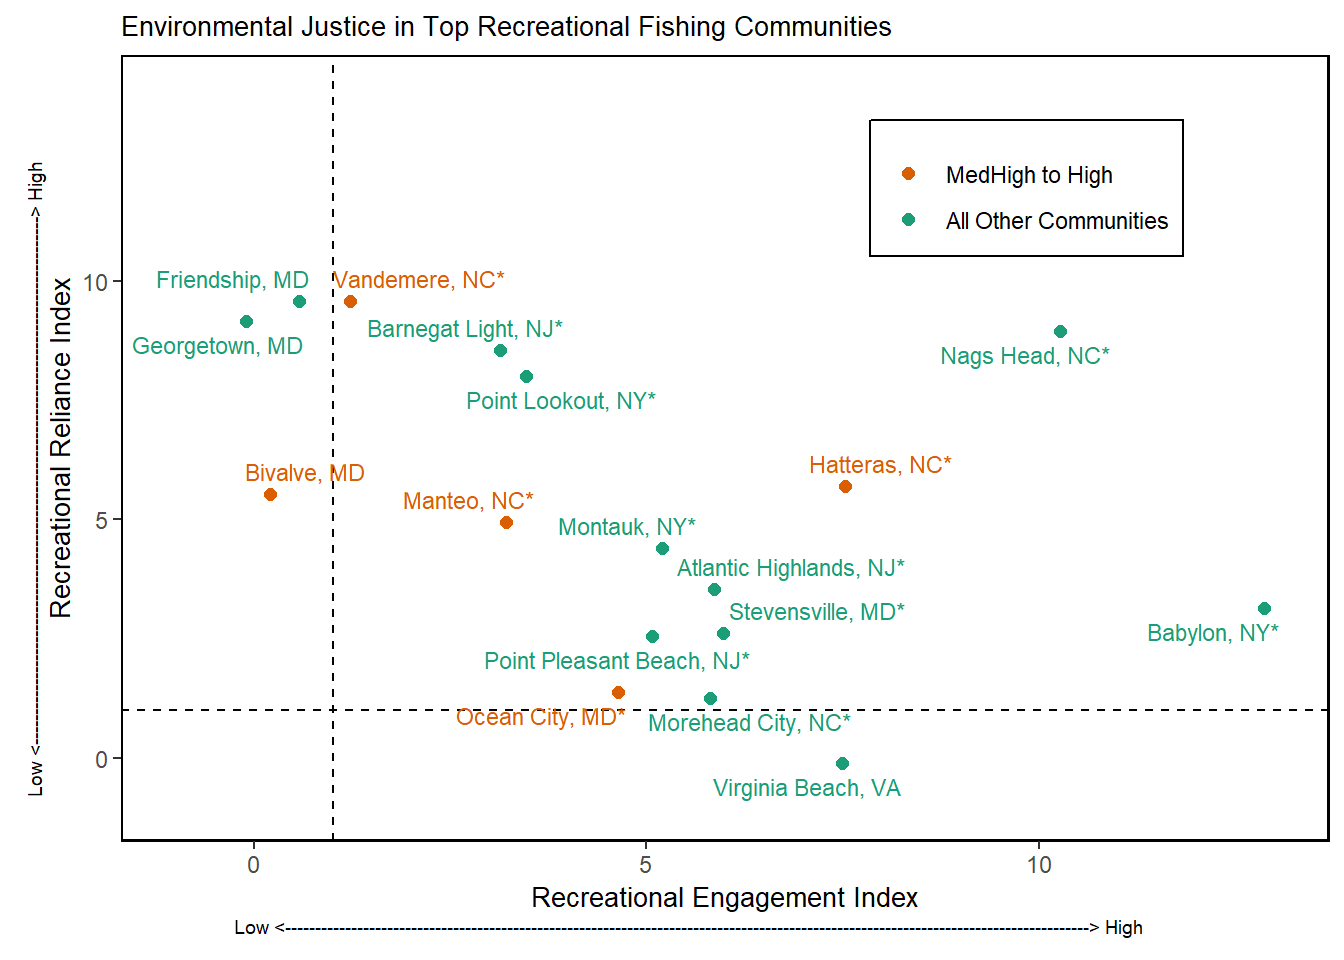 Environmental Justice in Top Recreational Fishing Communities
MedHigh to High
All Other Communities
Friendship, MD
Vandemere, NC*
Georgetown, MD
Barnegat Light, NJ*
Nags Head, NC*
Point Lookout, NY*
Bivalve, MD
Hatteras, NC*
Manteo, NC*
Montauk, NY*
Atlantic Highlands, NJ*
Stevensville, MD*
Babylon, NY*
Point Pleasant Beach, NJ*
Ocean City, MD*
Morehead City, NC*
Virginia Beach, VA
10
5
0
Recreational Reliance Index
Low <---------------------------------------------------------------------------------------> High
0
5
10
Recreational Engagement Index
Low <--------------------------------------------------------------------------------------------------------------------------------------> High